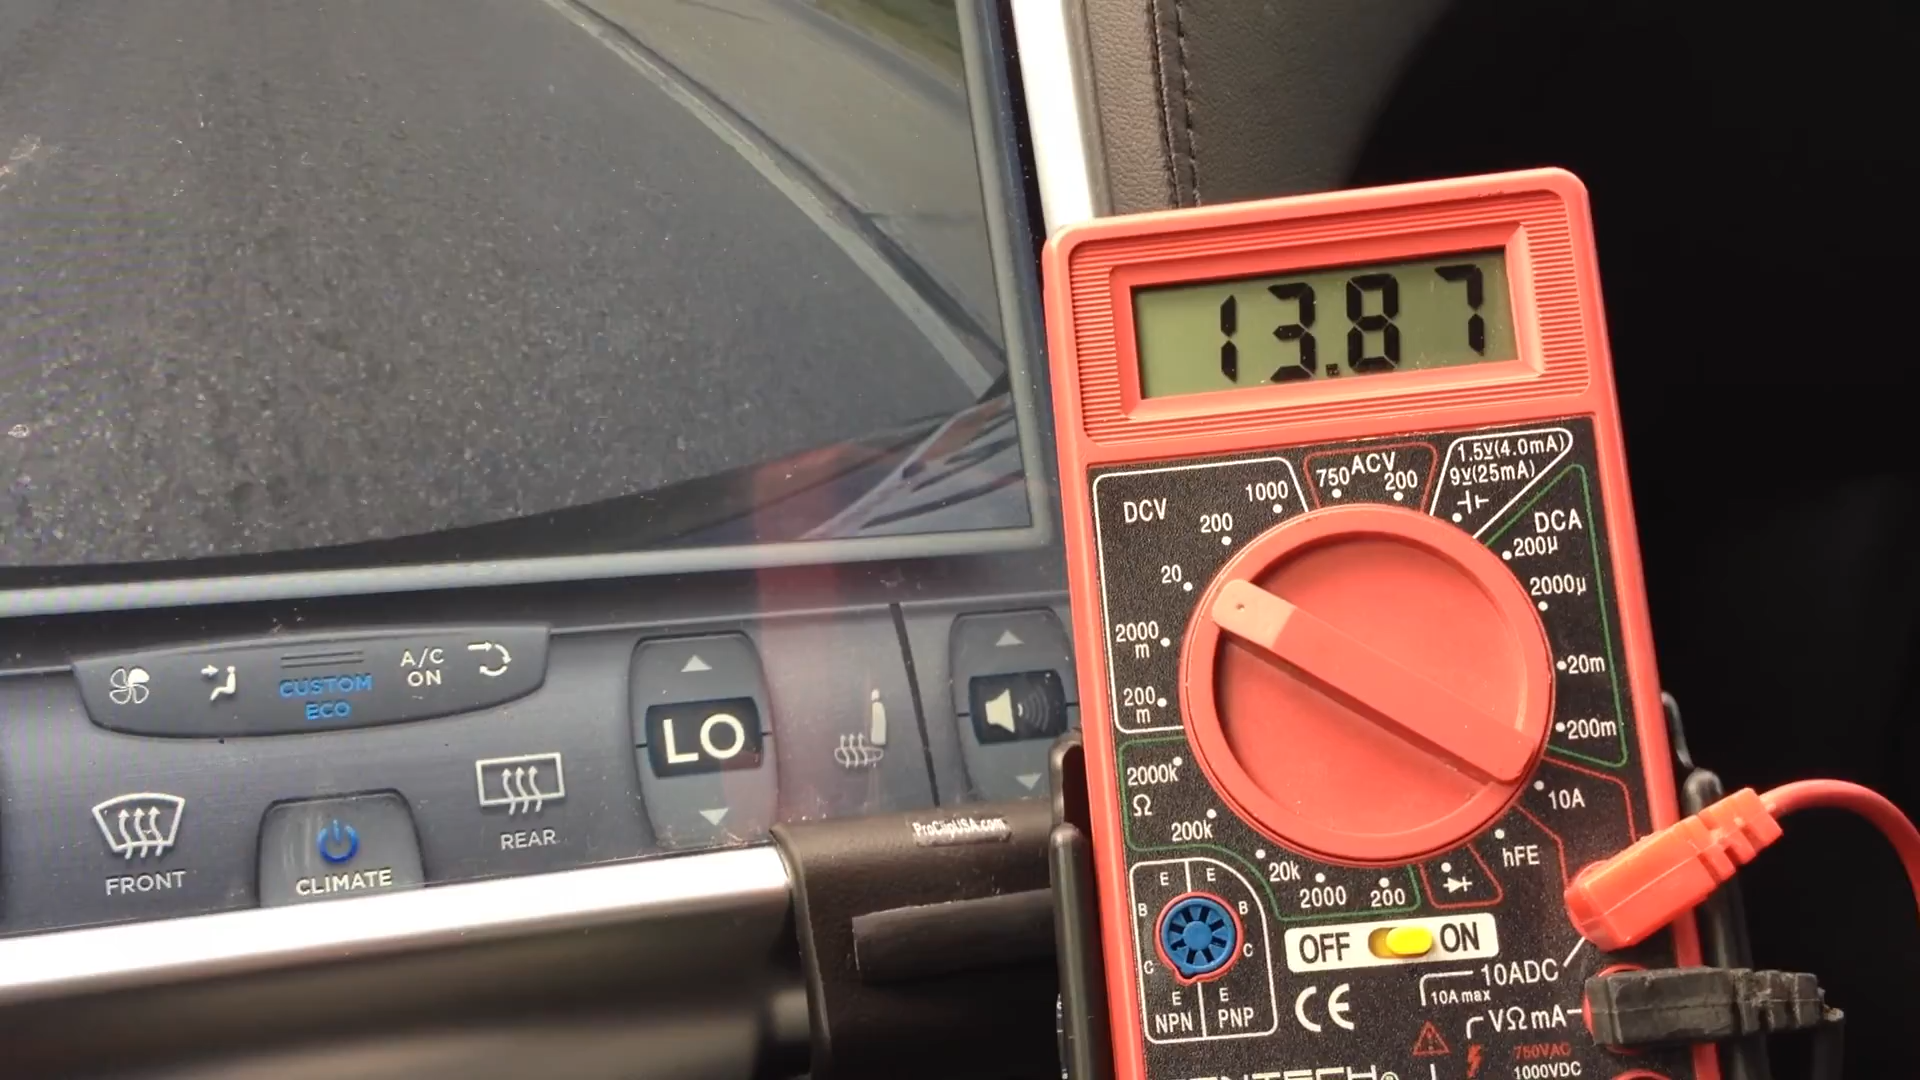 13.87
DCV
1000
750
ACV
200
1.5V(4.0mA)
9V(25mA)
200
20
2000
m
200
m
DCA
200µ
2000µ
20m
200m
10A
hFE
2000k
Ω
200k
20k
2000
200
OFF
ON
E
E
B
B
C
C
E
E
NPN
PNP
CE
10ADC
10A max
VΩmA
750VAC
1000VDC
CUSTOM
ECO
A/C
ON
LO
FRONT
CLIMATE
REAR
ProClipUSA.com